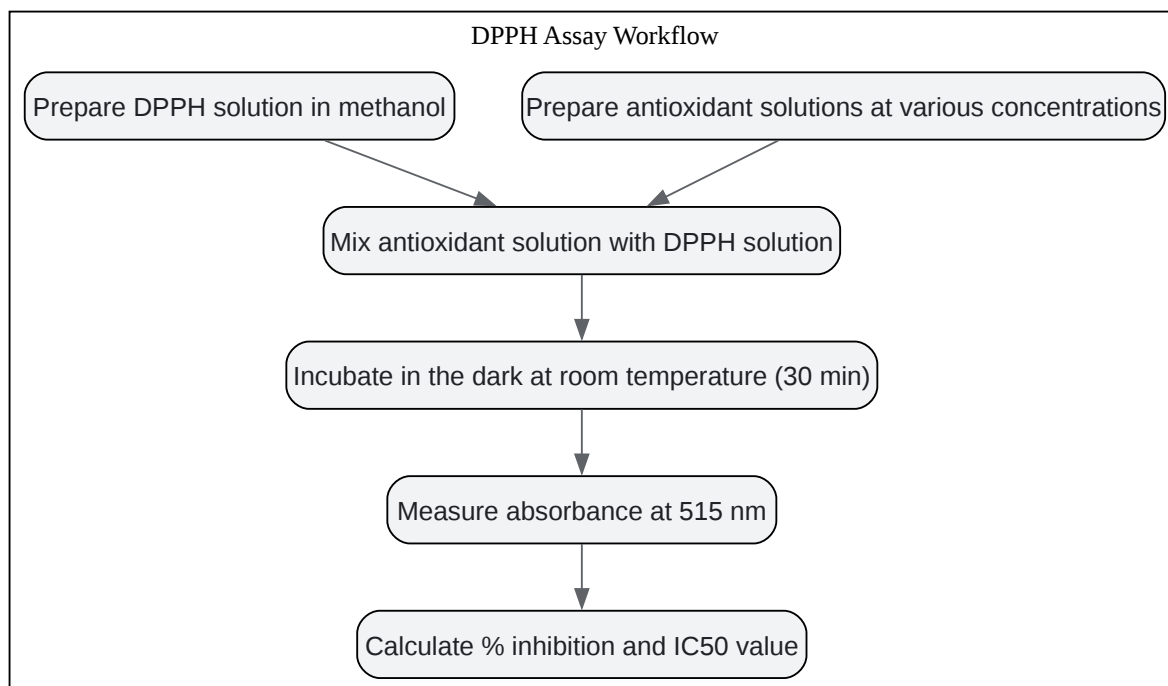 DPPH Assay Workflow
Prepare DPPH solution in methanol
Prepare antioxidant solutions at various concentrations
Mix antioxidant solution with DPPH solution
Incubate in the dark at room temperature (30 min)
Measure absorbance at 515 nm
Calculate % inhibition and IC50 value